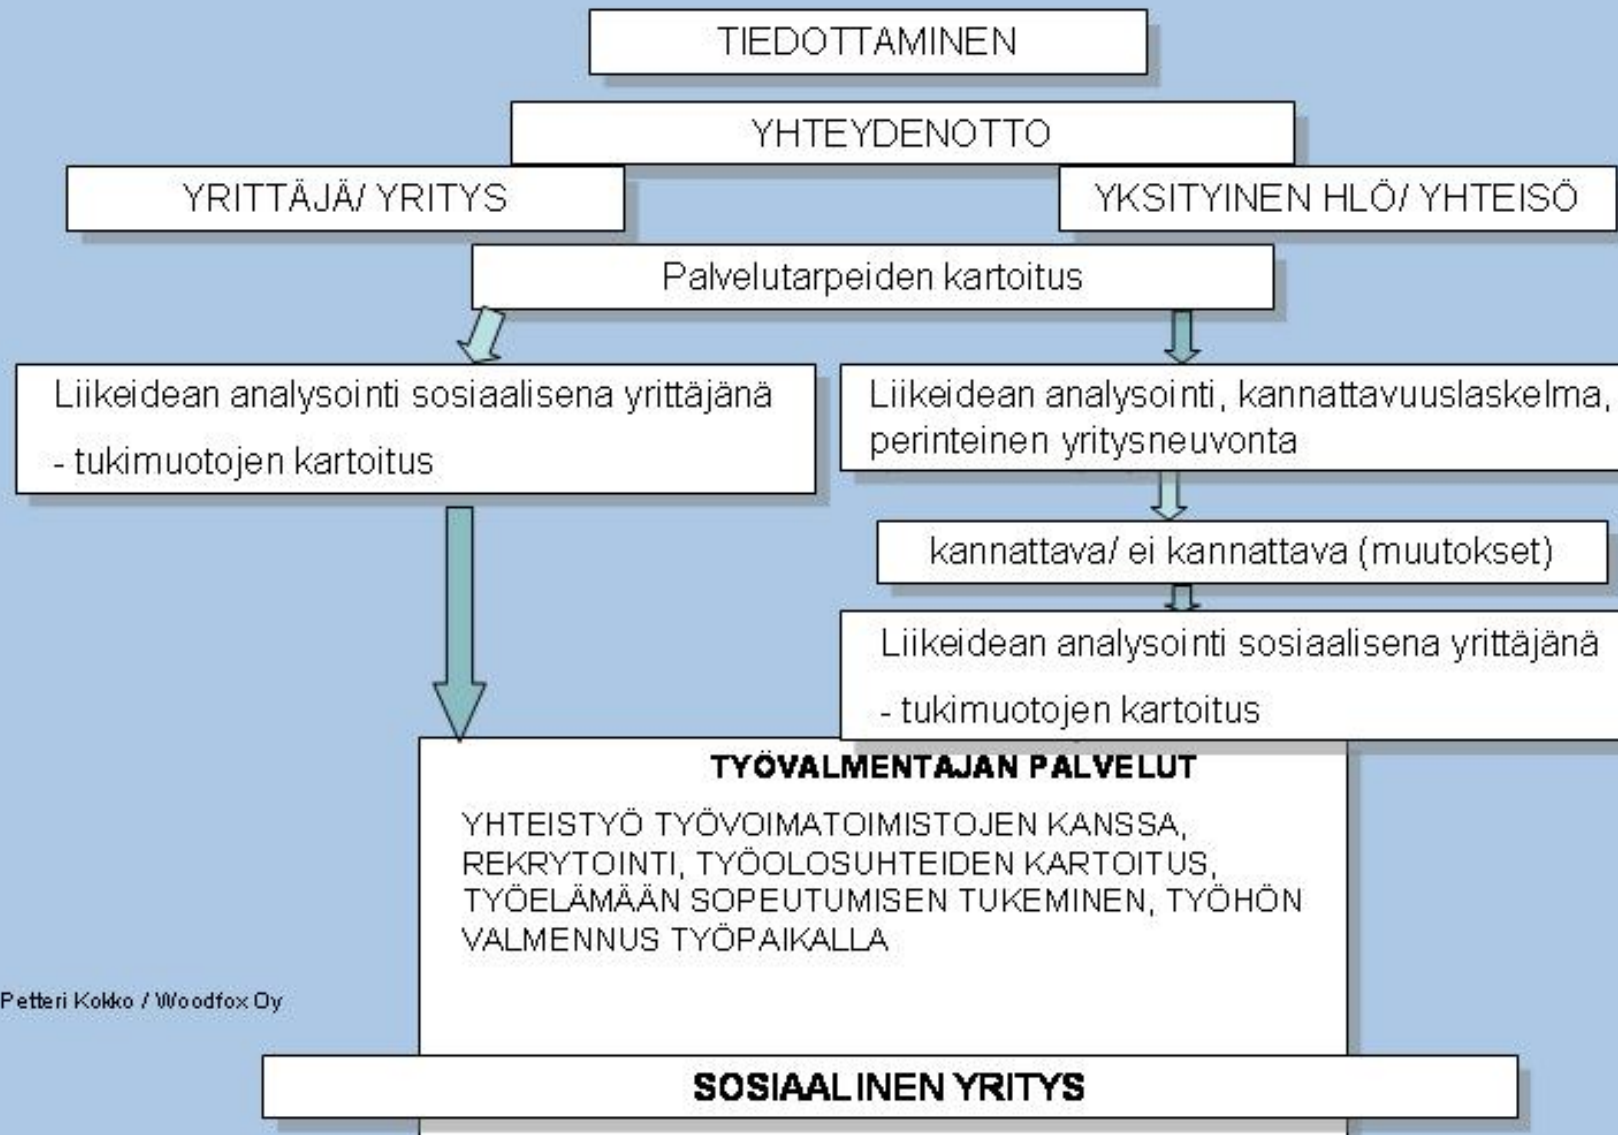 TIEDOTTAMINEN
YHTEYDENOTTO
YRITTÄJÄ/ YRITYS
YKSITYINEN HLÖ/ YHTEISÖ
Palvelutarpeiden kartoitus
Liikeidean analysointi sosiaalisena yrittäjänä
- tukimuotojen kartoitus
Liikeidean analysointi, kannattavuuslaskelma,
perinteinen yritysneuvonta
kannattava/ ei kannattava (muutokset)
Liikeidean analysointi sosiaalisena yrittäjänä
- tukimuotojen kartoitus
TYÖVALMENTAJAN PALVELUT
YHTEISTYÖ TYÖVOIMATOIMISTOJEN KANSSA,
REKRYTOINTI, TYÖOLOSUHTEIDEN KARTOITUS,
TYÖELÄMÄÄN SOPEUTUMISEN TUKEMINEN, TYÖHÖN
VALMENNUS TYÖPAIKALLA
Petteri Kokko / Woodfox Oy
SOSIAALINEN YRITYS